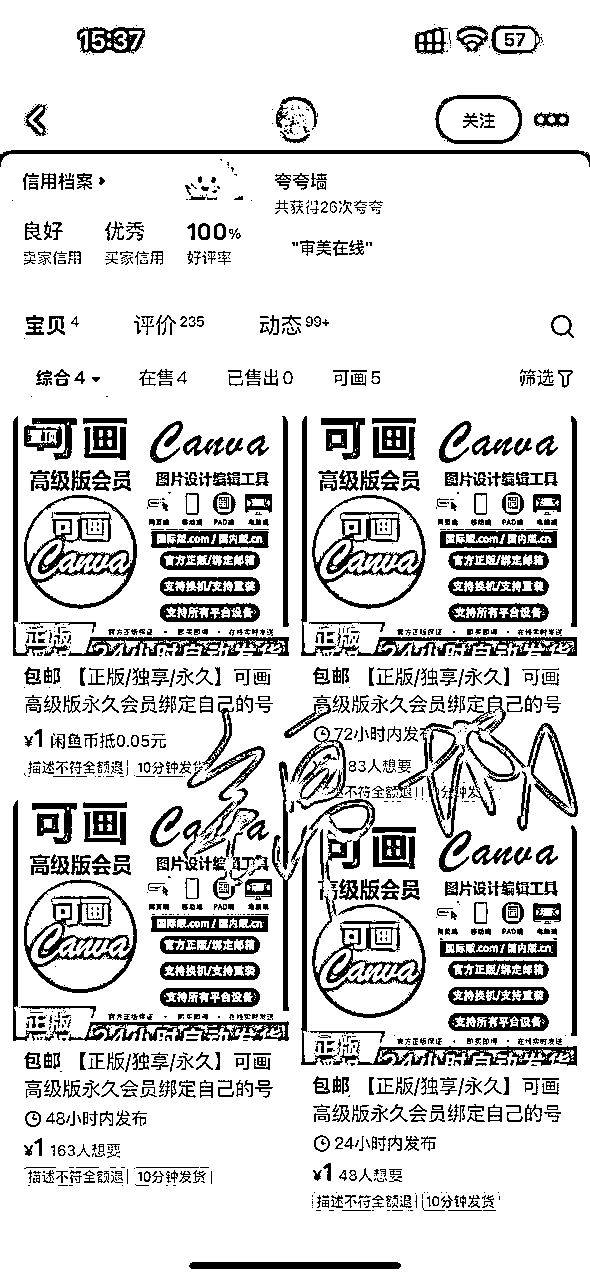 15:37
57
关注
信用档案
夸夸墙
共获得26次夸夸
良好 优秀 100%
卖家信用 买家信用 好评率
"审美在线"
宝贝4 评价235 动态99+
综合4 在售4 已售出0 可画5 筛选
可画 Canva
高级版会员 图片设计编辑工具
可画
Canva
网页端 移动端 PAD端 电脑端
国际版.com / 国内版.cn
官方正版/绑定邮箱
支持换机/支持重装
支持所有平台设备
正版
官方正版保证 · 即买即用 · 在线实时发送
24小时自动发货
包邮 【正版/独享/永久】可画
高级版永久会员绑定自己的号
¥1 闲鱼币抵0.05元
描述不符全额退 10分钟发货
可画 Canva
高级版会员 图片设计编辑工具
可画
Canva
网页端 移动端 PAD端 电脑端
国际版.com / 国内版.cn
官方正版/绑定邮箱
支持换机/支持重装
支持所有平台设备
正版
官方正版保证 · 即买即用 · 在线实时发送
24小时自动发货
包邮 【正版/独享/永久】可画
高级版永久会员绑定自己的号
72小时内发
83人想要
不符全额退
可画 Canva
高级版会员 图片设计编辑工具
可画
Canva
网页端 移动端 PAD端 电脑端
国际版.com / 国内版.cn
官方正版/绑定邮箱
支持换机/支持重装
支持所有平台设备
正版
官方正版保证 · 即买即用 · 在线实时发送
24小时自动发货
包邮 【正版/独享/永久】可画
高级版永久会员绑定自己的号
48小时内发布
¥1 163人想要
描述不符全额退 10分钟发货
可画 Canva
高级版会员 图片设计编辑工具
可画
Canva
网页端 移动端 PAD端 电脑端
国际版.com / 国内版.cn
官方正版/绑定邮箱
支持换机/支持重装
支持所有平台设备
正版
官方正版保证 · 即买即用 · 在线实时发送
24小时自动发货
包邮 【正版/独享/永久】可画
高级版永久会员绑定自己的号
24小时内发布
¥1 48人想要
描述不符全额退 10分钟发货